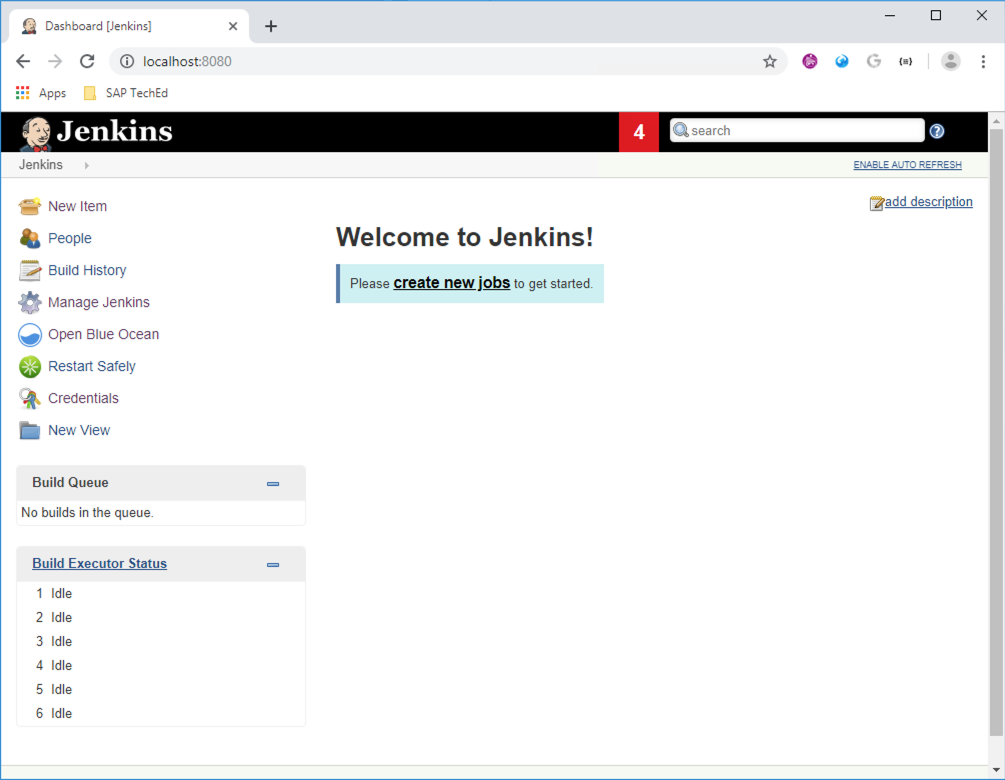 Dashboard [Jenkins]
localhost:8080
Apps SAP TechEd
Jenkins 4 search
Jenkins ENABLE AUTO REFRESH
add description
New Item
People
Build History
Manage Jenkins
Open Blue Ocean
Restart Safely
Credentials
New View
Welcome to Jenkins!
Please create new jobs to get started.
Build Queue
No builds in the queue.
Build Executor Status
1 Idle
2 Idle
3 Idle
4 Idle
5 Idle
6 Idle